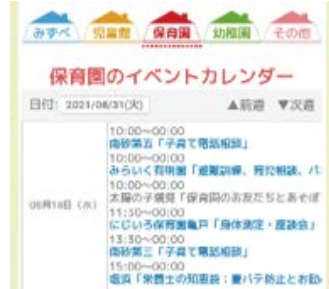 みずべ
児童館
保育園
幼稚園
その他
保育園のイベントカレンダー
日付: 2021/08/31(火) ▲前週 ▼次週
10:00〜00:00
南砂第五「子育て電話相談」
10:00〜00:00
みらいく有明園「避難訓練、育児相談、パ
10:00〜00:00
08月18日 (水)
太陽の子 「保育園のお友だちとあそぼ
11:30〜00:00
にじいろ保育園亀戸「身体測定・座談会」
13:30〜00:00
南砂第三「子育て電話相談」
15:00〜00:00
塩浜「栄養士の知恵袋：夏バテ防止とお勧